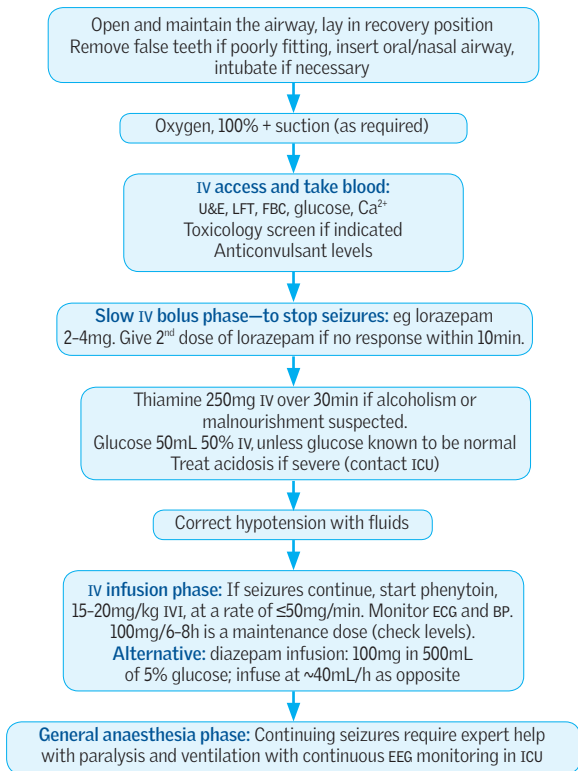 Open and maintain the airway, lay in recovery position
Remove false teeth if poorly fitting, insert oral/nasal airway,
intubate if necessary
Oxygen, 100% + suction (as required)
IV access and take blood:
U&E, LFT, FBC, glucose, Ca²⁺
Toxicology screen if indicated
Anticonvulsant levels
Slow IV bolus phase—to stop seizures: eg lorazepam
2–4mg. Give 2ⁿᵈ dose of lorazepam if no response within 10min.
Thiamine 250mg IV over 30min if alcoholism or
malnourishment suspected.
Glucose 50mL 50% IV, unless glucose known to be normal
Treat acidosis if severe (contact ICU)
Correct hypotension with fluids
IV infusion phase: If seizures continue, start phenytoin,
15–20mg/kg IVI, at a rate of ≤50mg/min. Monitor ECG and BP.
100mg/6–8h is a maintenance dose (check levels).
Alternative: diazepam infusion: 100mg in 500mL
of 5% glucose; infuse at ~40mL/h as opposite
General anaesthesia phase: Continuing seizures require expert help
with paralysis and ventilation with continuous EEG monitoring in ICU